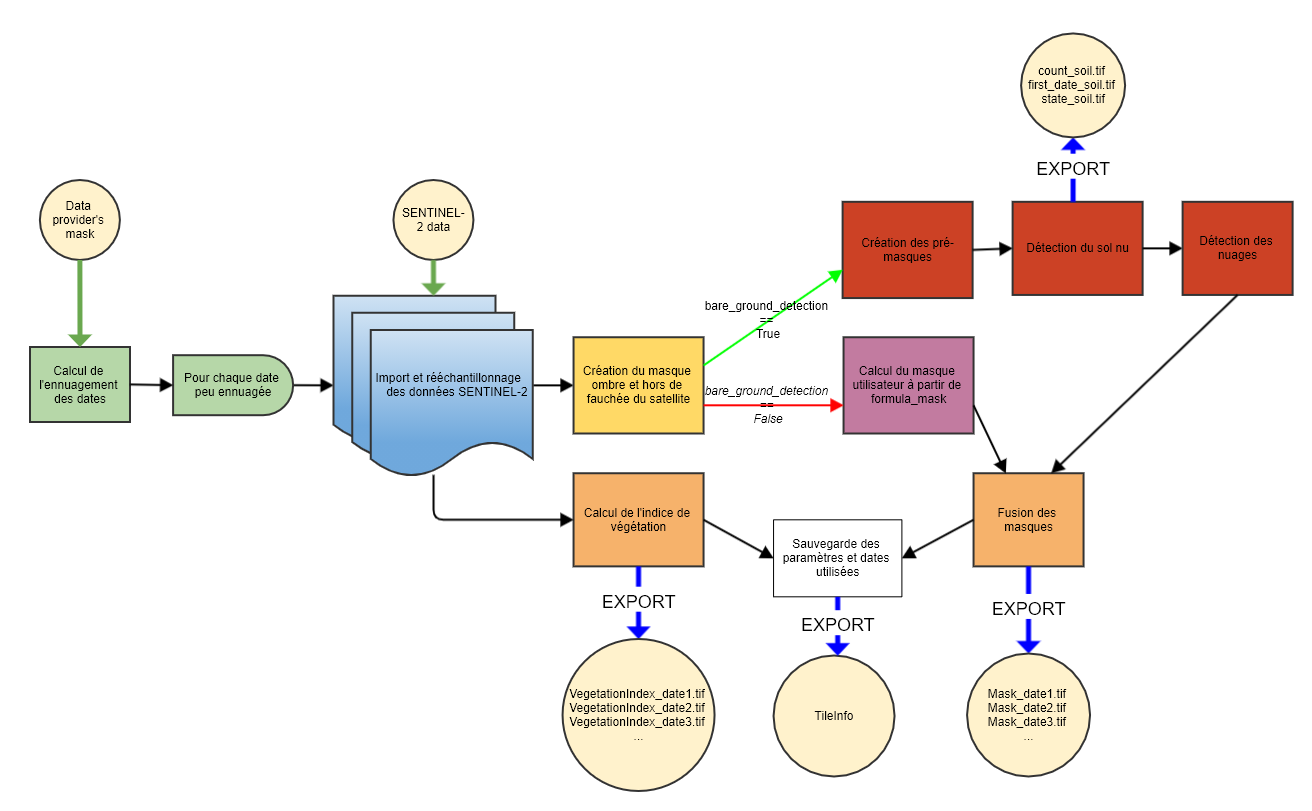 count_soil.tif
first_date_soil.tif
state_soil.tif
EXPORT
Data
provider's
mask
SENTINEL-
2 data
Création des pré-
masques
Détection du sol nu
Détection des
nuages
bare_ground_detection
==
True
Calcul de
l'ennuagement
des dates
Pour chaque date
peu ennuagée
Import et rééchantillonnage
des données SENTINEL-2
Création du masque
ombre et hors de
fauchée du satellite
bare_ground_detection
==
False
Calcul du masque
utilisateur à partir de
formula_mask
Calcul de l'indice de
végétation
Sauvegarde des
paramètres et dates
utilisées
Fusion des
masques
EXPORT
EXPORT
EXPORT
VegetationIndex_date1.tif
VegetationIndex_date2.tif
VegetationIndex_date3.tif
...
TileInfo
Mask_date1.tif
Mask_date2.tif
Mask_date3.tif
...